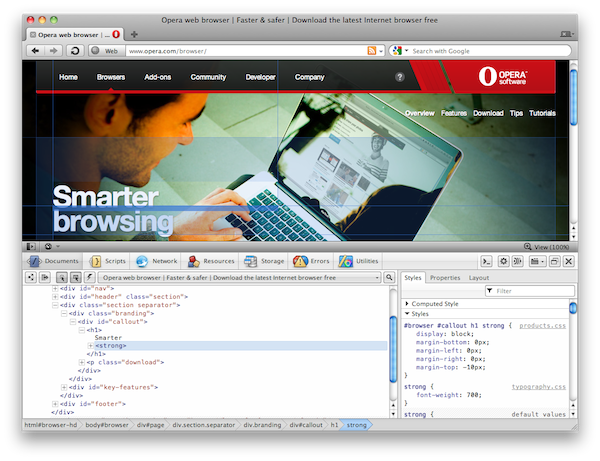 Opera web browser | Faster & safer | Download the latest Internet browser free
Opera web browser | ...
Web
www.opera.com/browser/
Search with Google
Home Browsers Add-ons Community Developer Company ?
OPERA
software
Overview Features Download Tips Tutorials
Smarter
browsing
View (100%)
Documents Scripts Network Resources Storage Errors Utilities
Opera web browser | Faster & safer | Download the latest Internet browser free
<div id="nav">
<div id="header" class="section">
<div class="section separator">
<div class="branding">
<div id="callout">
<h1>
Smarter
<strong>
</h1>
<p class="download">
</div>
</div>
<div id="key-features">
<div id="footer">
</div>
html#browser-hd body#browser div#page div.section.separator div.branding div#callout h1 strong
Styles Properties Layout
Filter
Computed Style
Styles
#browser #callout h1 strong { products.css
display: block;
margin-bottom: 0px;
margin-left: 0px;
margin-right: 0px;
margin-top: -10px;
}
strong { typography.css
font-weight: 700;
}
strong { default values